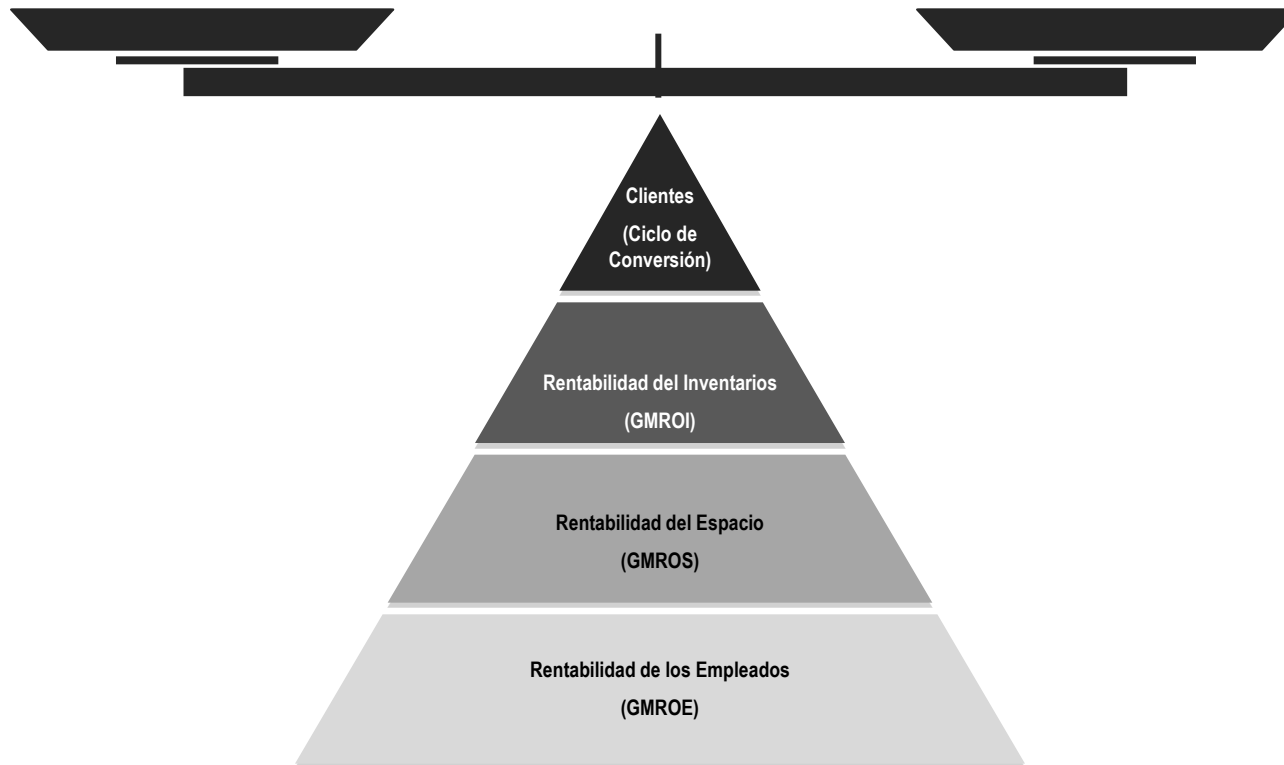 Clientes
(Ciclo de
Conversión)
Rentabilidad del Inventarios
(GMROI)
Rentabilidad del Espacio
(GMROS)
Rentabilidad de los Empleados
(GMROE)